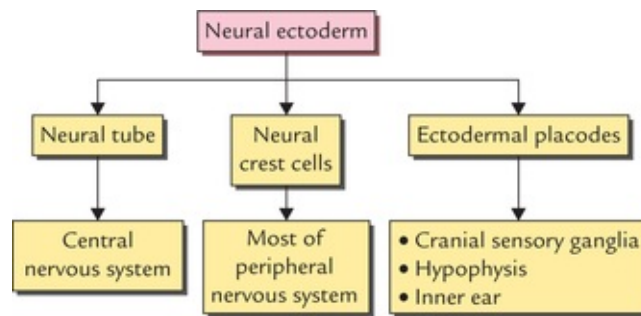 Neural ectoderm
Neural tube
Neural
crest cells
Ectodermal placodes
Central
nervous system
Most of
peripheral
nervous system
• Cranial sensory ganglia
• Hypophysis
• Inner ear